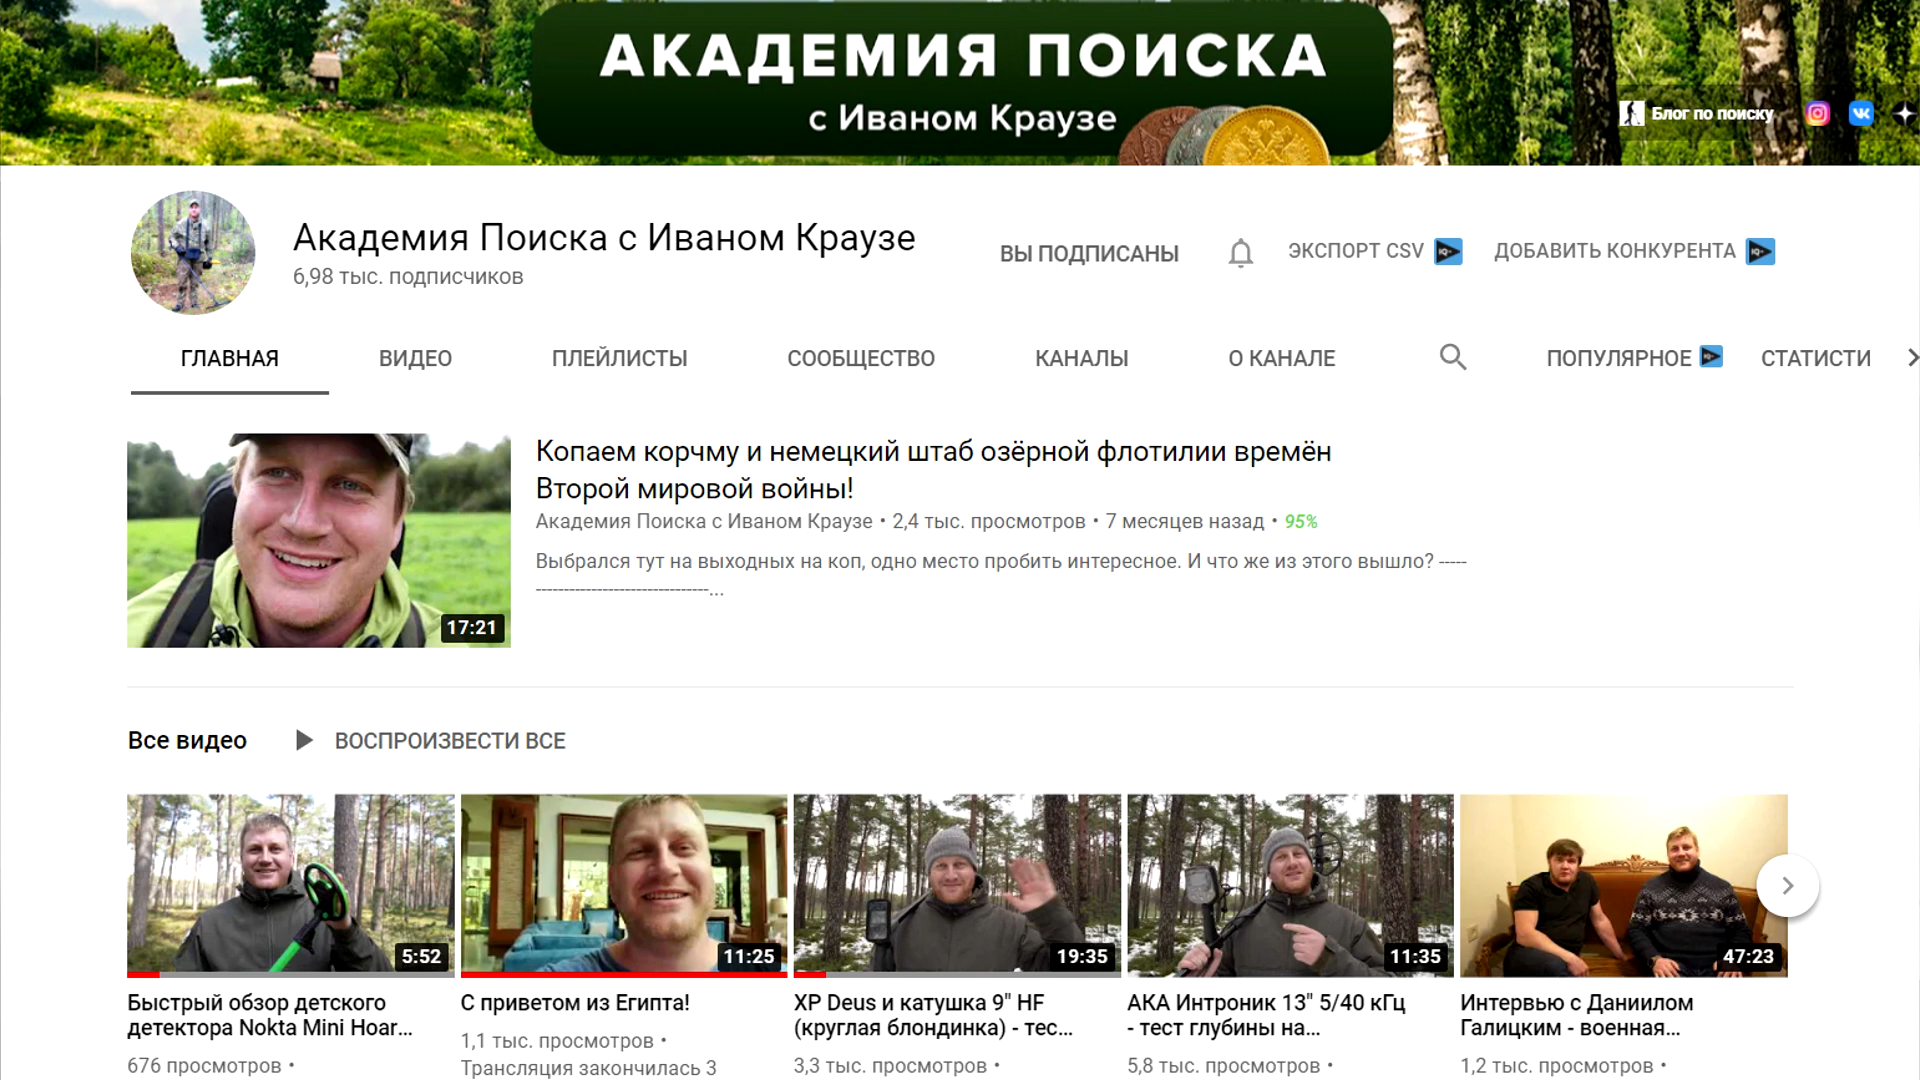 АКАДЕМИЯ ПОИСКА
с Иваном Краузе
Блог по поиску
Академия Поиска с Иваном Краузе
6,98 тыс. подписчиков
ВЫ ПОДПИСАНЫ
ЭКСПОРТ CSV
ДОБАВИТЬ КОНКУРЕНТА
ГЛАВНАЯ
ВИДЕО
ПЛЕЙЛИСТЫ
СООБЩЕСТВО
КАНАЛЫ
О КАНАЛЕ
ПОПУЛЯРНОЕ
СТАТИСТИ
Копаем корчму и немецкий штаб озёрной флотилии времён
Второй мировой войны!
Академия Поиска с Иваном Краузе • 2,4 тыс. просмотров • 7 месяцев назад • 95%
Выбрался тут на выходных на коп, одно место пробить интересное. И что же из этого вышло? -----
-------------------------------...
17:21
Все видео
ВОСПРОИЗВЕСТИ ВСЕ
5:52
11:25
19:35
11:35
47:23
Быстрый обзор детского
детектора Nokta Mini Hoar...
676 просмотров •
С приветом из Египта!
1,1 тыс. просмотров •
Трансляция закончилась 3
XP Deus и катушка 9" HF
(круглая блондинка) - тес...
3,3 тыс. просмотров •
АКА Интроник 13" 5/40 кГц
- тест глубины на...
5,8 тыс. просмотров •
Интервью с Даниилом
Галицким - военная...
1,2 тыс. просмотров •